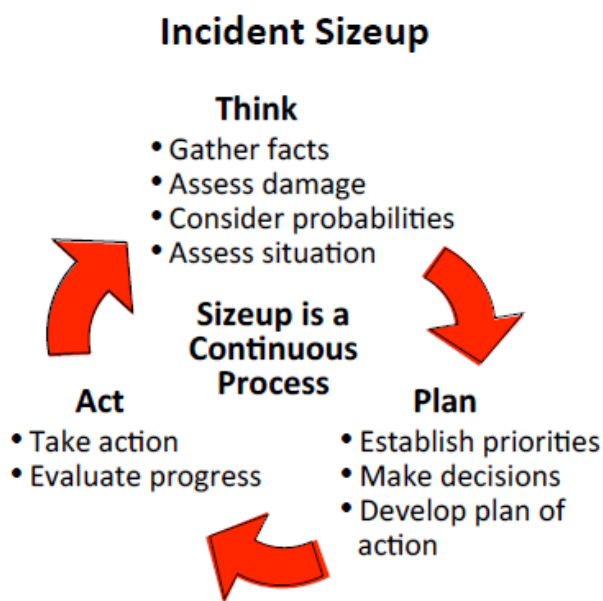 Incident Sizeup
Think
• Gather facts
• Assess damage
• Consider probabilities
• Assess situation
Sizeup is a
Continuous
Process
Act
• Take action
• Evaluate progress
Plan
• Establish priorities
• Make decisions
• Develop plan of
action